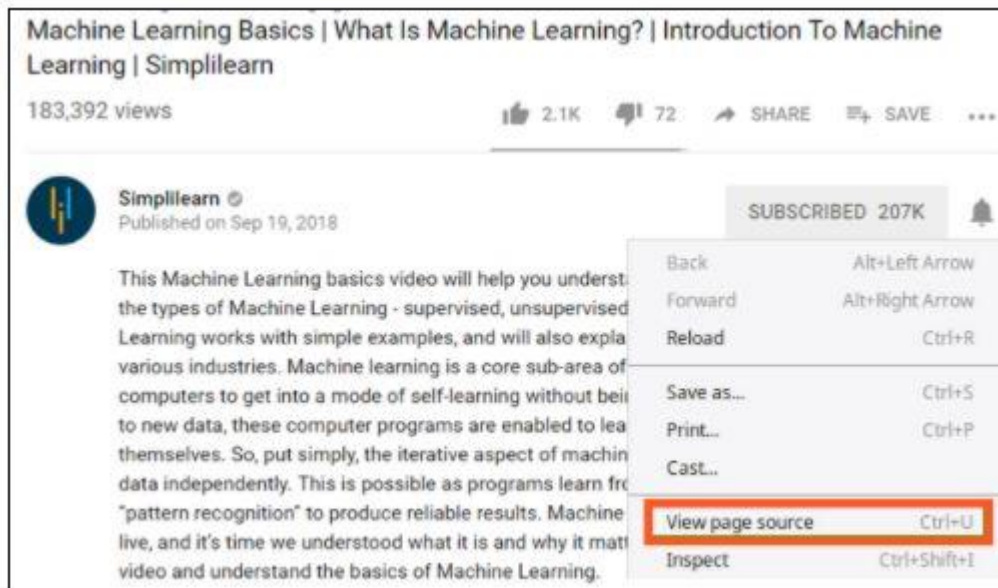 Machine Learning Basics | What Is Machine Learning? | Introduction To Machine
Learning | Simplilearn
183,392 views
2.1K 72 SHARE SAVE
Simplilearn
Published on Sep 19, 2018
SUBSCRIBED 207K
This Machine Learning basics video will help you underst
the types of Machine Learning - supervised, unsupervised
Learning works with simple examples, and will also expla
various industries. Machine learning is a core sub-area of
computers to get into a mode of self-learning without bei
to new data, these computer programs are enabled to lea
themselves. So, put simply, the iterative aspect of machin
data independently. This is possible as programs learn fro
"pattern recognition" to produce reliable results. Machine
live, and it's time we understood what it is and why it matt
video and understand the basics of Machine Learning.
Back Alt+Left Arrow
Forward Alt+Right Arrow
Reload Ctrl+R
Save as... Ctrl+S
Print... Ctrl+P
Cast...
View page source Ctrl+U
Inspect Ctrl+Shift+I